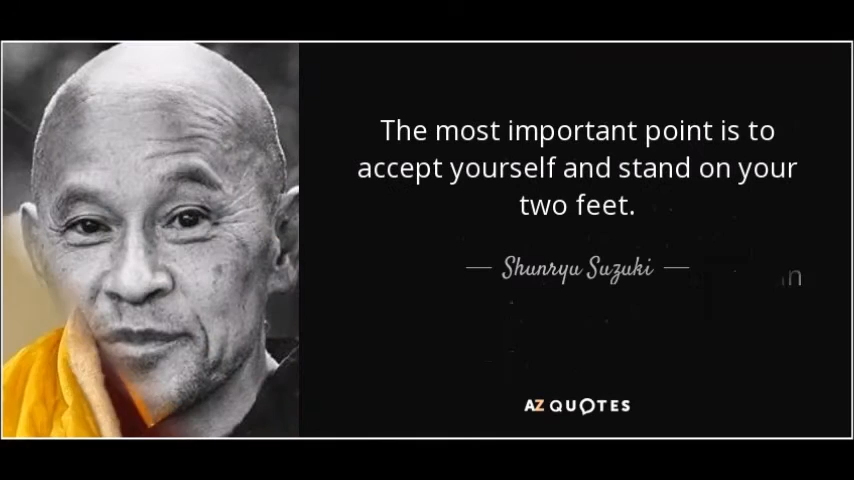 The most important point is to
accept yourself and stand on your
two feet.
Shunryu Suzuki
AZ QUOTES